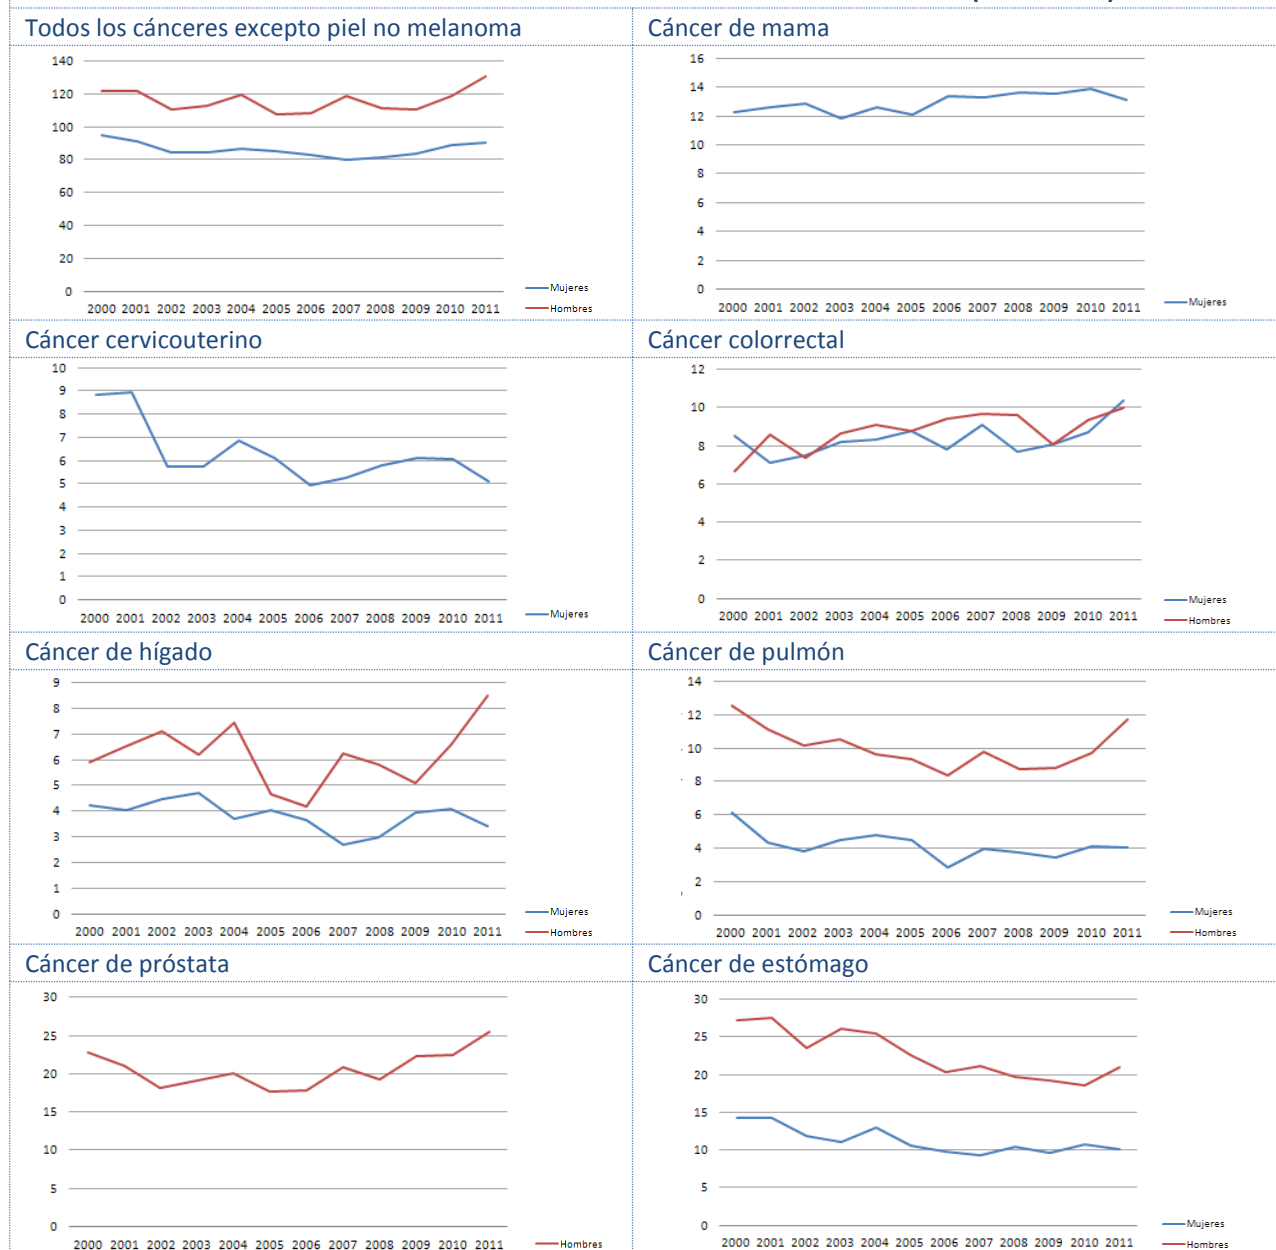 Todos los cánceres excepto piel no melanoma
140
120
100
80
60
40
20
0
2000 2001 2002 2003 2004 2005 2006 2007 2008 2009 2010 2011
Mujeres
Hombres
Cáncer de mama
16
14
12
10
8
6
4
2
0
2000 2001 2002 2003 2004 2005 2006 2007 2008 2009 2010 2011
Mujeres
Cáncer cervicouterino
10
9
8
7
6
5
4
3
2
1
0
2000 2001 2002 2003 2004 2005 2006 2007 2008 2009 2010 2011
Mujeres
Cáncer colorrectal
12
10
8
6
4
2
0
2000 2001 2002 2003 2004 2005 2006 2007 2008 2009 2010 2011
Mujeres
Hombres
Cáncer de hígado
9
8
7
6
5
4
3
2
1
0
2000 2001 2002 2003 2004 2005 2006 2007 2008 2009 2010 2011
Mujeres
Hombres
Cáncer de pulmón
14
12
10
8
6
4
2
0
2000 2001 2002 2003 2004 2005 2006 2007 2008 2009 2010 2011
Mujeres
Hombres
Cáncer de próstata
30
25
20
15
10
5
0
2000 2001 2002 2003 2004 2005 2006 2007 2008 2009 2010 2011
Hombres
Cáncer de estómago
30
25
20
15
10
5
0
2000 2001 2002 2003 2004 2005 2006 2007 2008 2009 2010 2011
Mujeres
Hombres